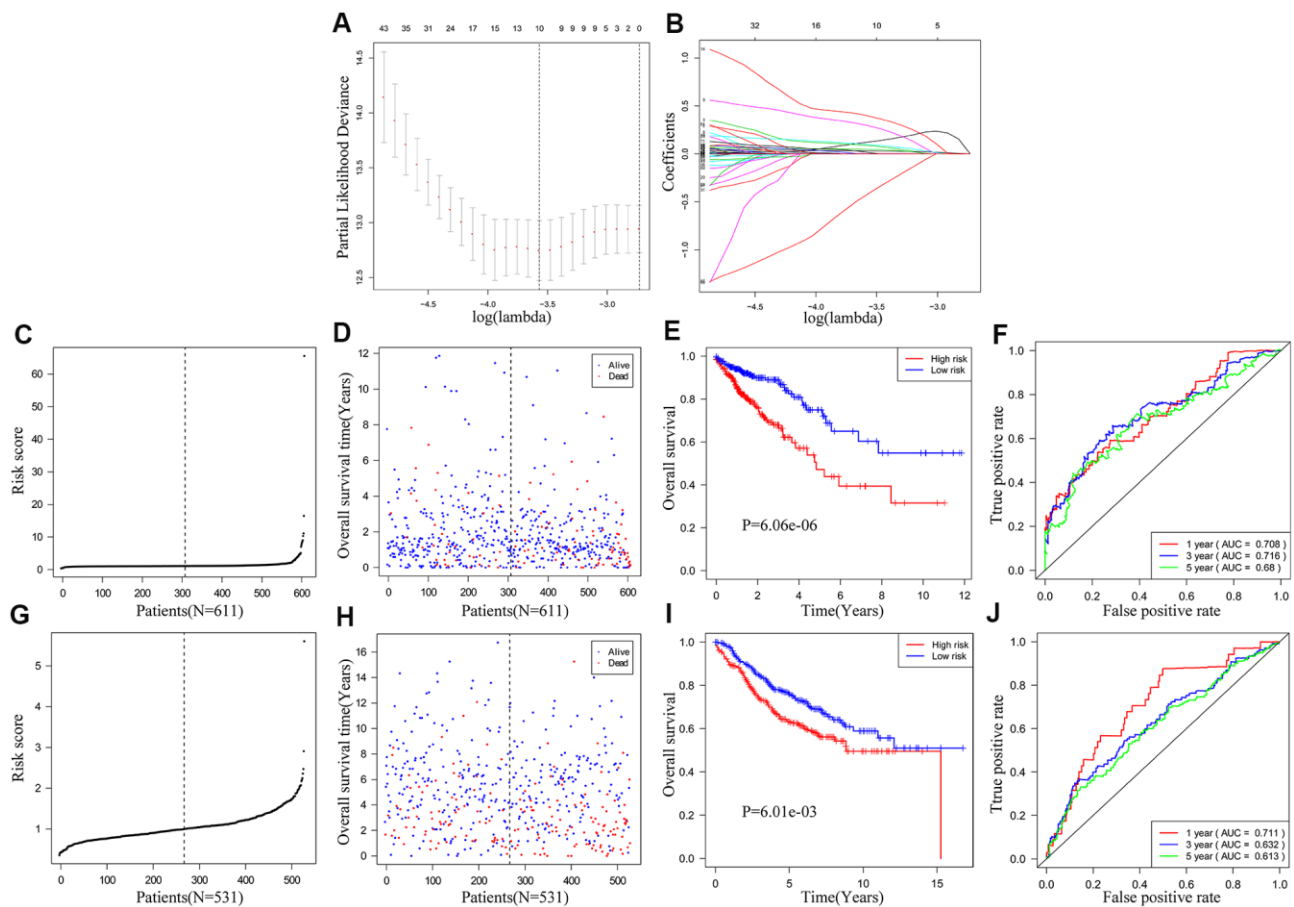 A
43 35 31 24 17 15 13 10 9 9 9 5 3 2 0
Partial Likelihood Deviance
14.5
14.0
13.5
13.0
12.5
−4.5 −4.0 −3.5 −3.0
log(lambda)
B
32 16 10 5
Coefficients
1.0
0.5
0.0
−0.5
−1.0
−4.5 −4.0 −3.5 −3.0
log(lambda)
C
Risk score
60
50
40
30
20
10
0
0 100 200 300 400 500 600
Patients(N=611)
D
Overall survival time(Years)
12
10
8
6
4
2
0
Alive
Dead
0 100 200 300 400 500 600
Patients(N=611)
E
Overall survival
1.0
0.8
0.6
0.4
0.2
0.0
High risk
Low risk
P=6.06e-06
0 2 4 6 8 10 12
Time(Years)
F
Ttrue positive rate
1.0
0.8
0.6
0.4
0.2
0.0
1 year ( AUC = 0.708 )
3 year ( AUC = 0.716 )
5 year ( AUC = 0.68 )
0.0 0.2 0.4 0.6 0.8 1.0
False positive rate
G
Risk score
5
4
3
2
1
0 100 200 300 400 500
Patients(N=531)
H
Overall survival time(Years)
16
14
12
10
8
6
4
2
0
Alive
Dead
0 100 200 300 400 500
Patients(N=531)
I
Overall survival
1.0
0.8
0.6
0.4
0.2
0.0
High risk
Low risk
P=6.01e-03
0 5 10 15
Time(Years)
J
Ttrue positive rate
1.0
0.8
0.6
0.4
0.2
0.0
1 year ( AUC = 0.711 )
3 year ( AUC = 0.632 )
5 year ( AUC = 0.613 )
0.0 0.2 0.4 0.6 0.8 1.0
False positive rate